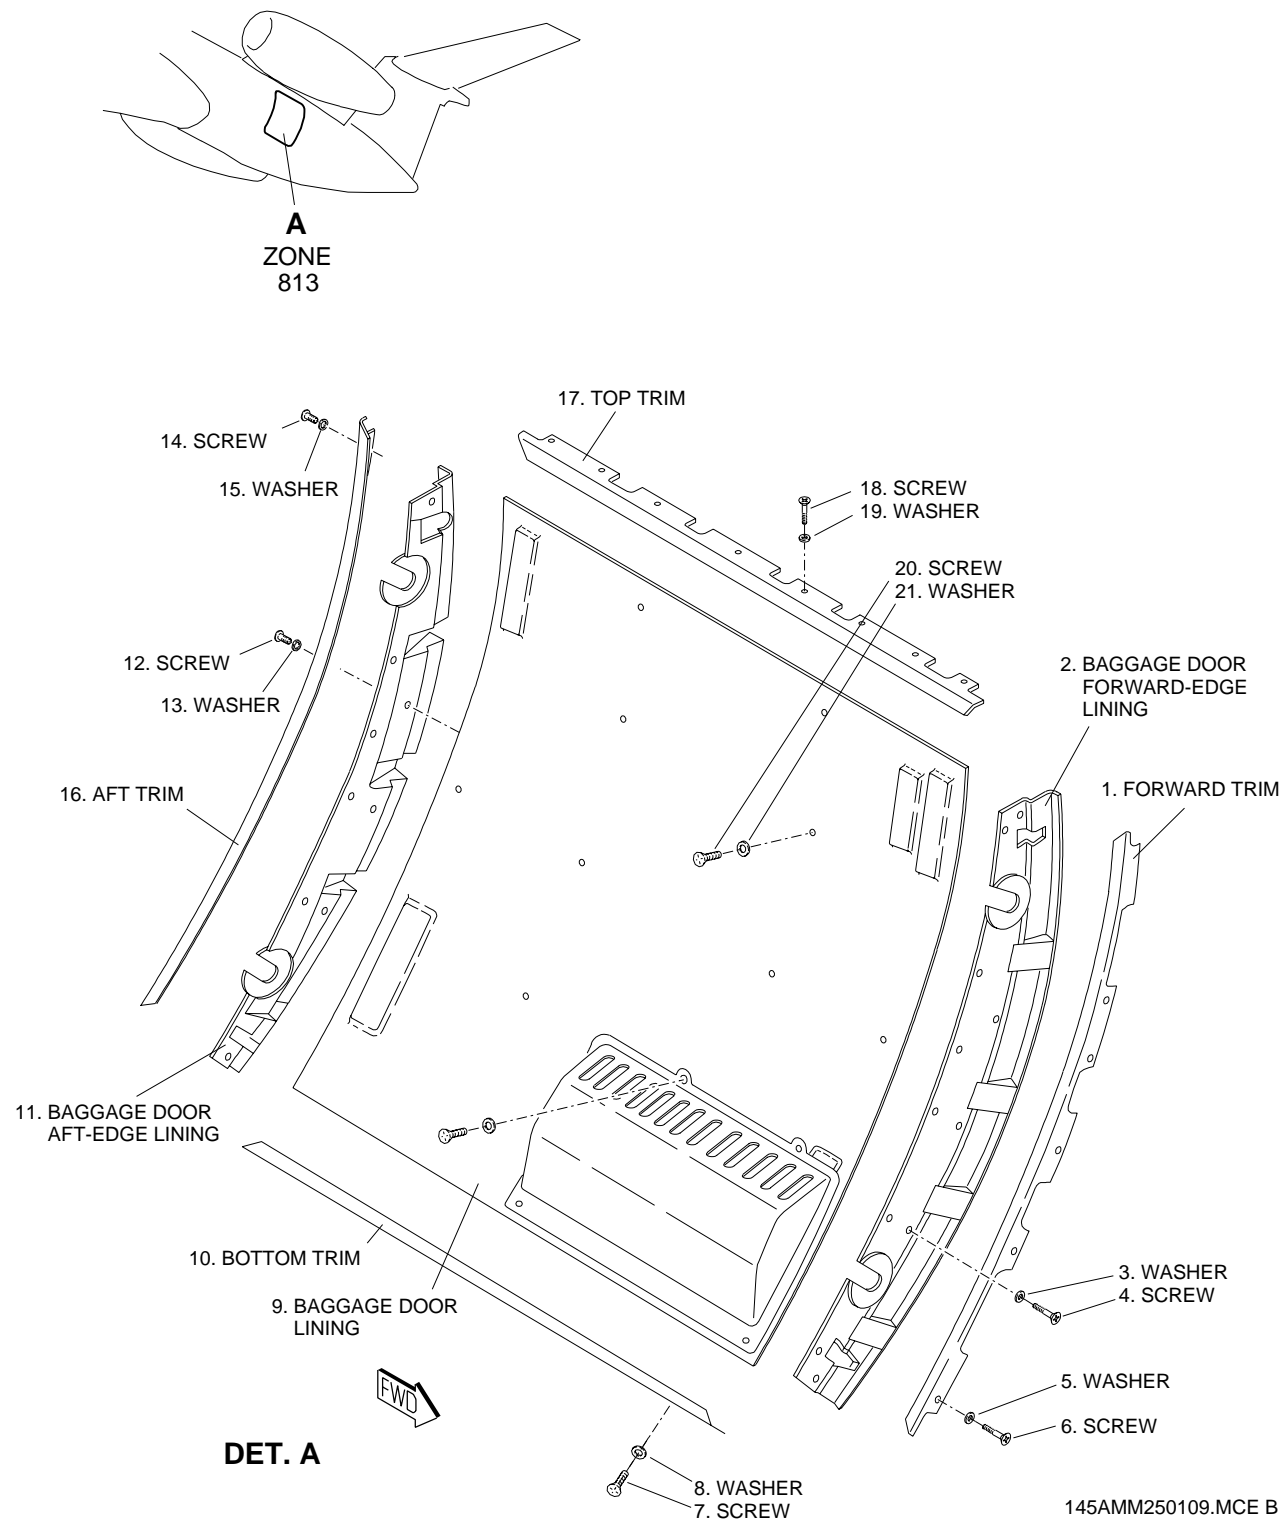 A
ZONE
813
17. TOP TRIM
14. SCREW
15. WASHER
18. SCREW
19. WASHER
20. SCREW
21. WASHER
12. SCREW
13. WASHER
2. BAGGAGE DOOR
FORWARD-EDGE
LINING
16. AFT TRIM
1. FORWARD TRIM
11. BAGGAGE DOOR
AFT-EDGE LINING
10. BOTTOM TRIM
9. BAGGAGE DOOR
LINING
3. WASHER
4. SCREW
5. WASHER
6. SCREW
FWD
DET. A
8. WASHER
7. SCREW
145AMM250109.MCE B